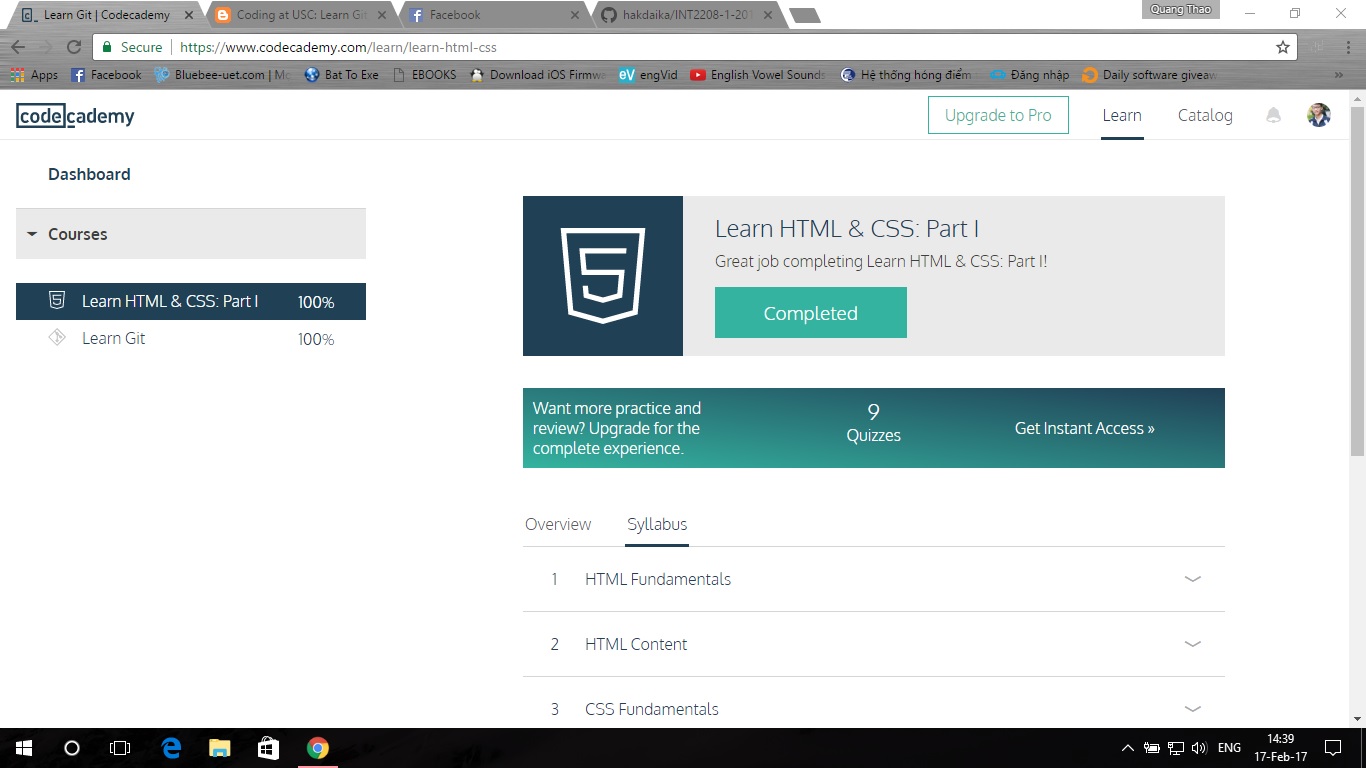 Learn Git | Codecademy
Coding at USC: Learn Git
Facebook
hakdaika/INT2208-1-201
Quang Thao
Secure
https://www.codecademy.com/learn/learn-html-css
Apps
Facebook
Bluebee-uet.com | Mo
Bat To Exe
EBOOKS
Download iOS Firmwa
engVid
English Vowel Sounds
Hệ thống hóng điểm
Đăng nhập
Daily software giveaw
»
codecademy
Upgrade to Pro
Learn
Catalog
Dashboard
Courses
Learn HTML & CSS: Part I 100%
Learn Git 100%
Learn HTML & CSS: Part I
Great job completing Learn HTML & CSS: Part I!
Completed
Want more practice and
review? Upgrade for the
complete experience.
9
Quizzes
Get Instant Access »
Overview
Syllabus
1 HTML Fundamentals
2 HTML Content
3 CSS Fundamentals
ENG
14:39
17-Feb-17